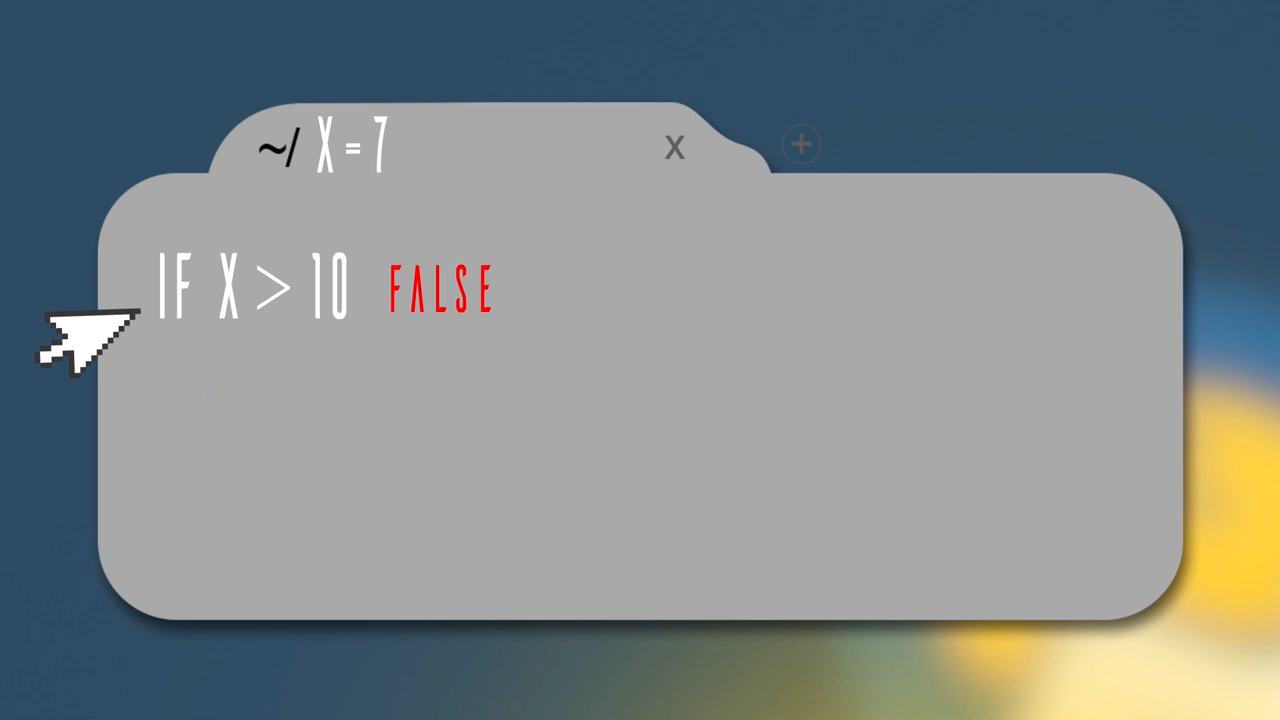 ~/ X = 7 X
IF X > 10 FALSE